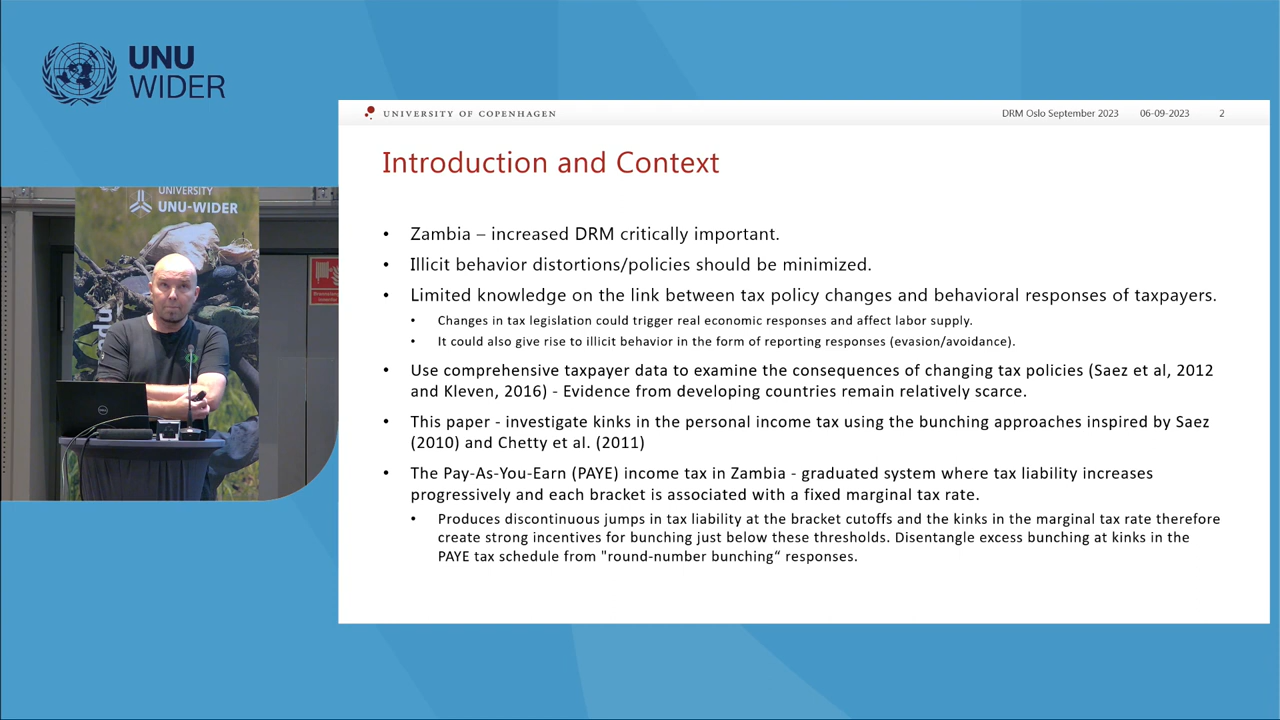 UNU
WIDER
UNIVERSITY OF COPENHAGEN
DRM Oslo September 2023 06-09-2023 2
Introduction and Context
• Zambia – increased DRM critically important.
• Illicit behavior distortions/policies should be minimized.
• Limited knowledge on the link between tax policy changes and behavioral responses of taxpayers.
• Changes in tax legislation could trigger real economic responses and affect labor supply.
• It could also give rise to illicit behavior in the form of reporting responses (evasion/avoidance).
• Use comprehensive taxpayer data to examine the consequences of changing tax policies (Saez et al, 2012
and Kleven, 2016) - Evidence from developing countries remain relatively scarce.
• This paper - investigate kinks in the personal income tax using the bunching approaches inspired by Saez
(2010) and Chetty et al. (2011)
• The Pay-As-You-Earn (PAYE) income tax in Zambia - graduated system where tax liability increases
progressively and each bracket is associated with a fixed marginal tax rate.
• Produces discontinuous jumps in tax liability at the bracket cutoffs and the kinks in the marginal tax rate therefore
create strong incentives for bunching just below these thresholds. Disentangle excess bunching at kinks in the
PAYE tax schedule from "round-number bunching“ responses.
UNIVERSITY
UNU-WIDER
DELL